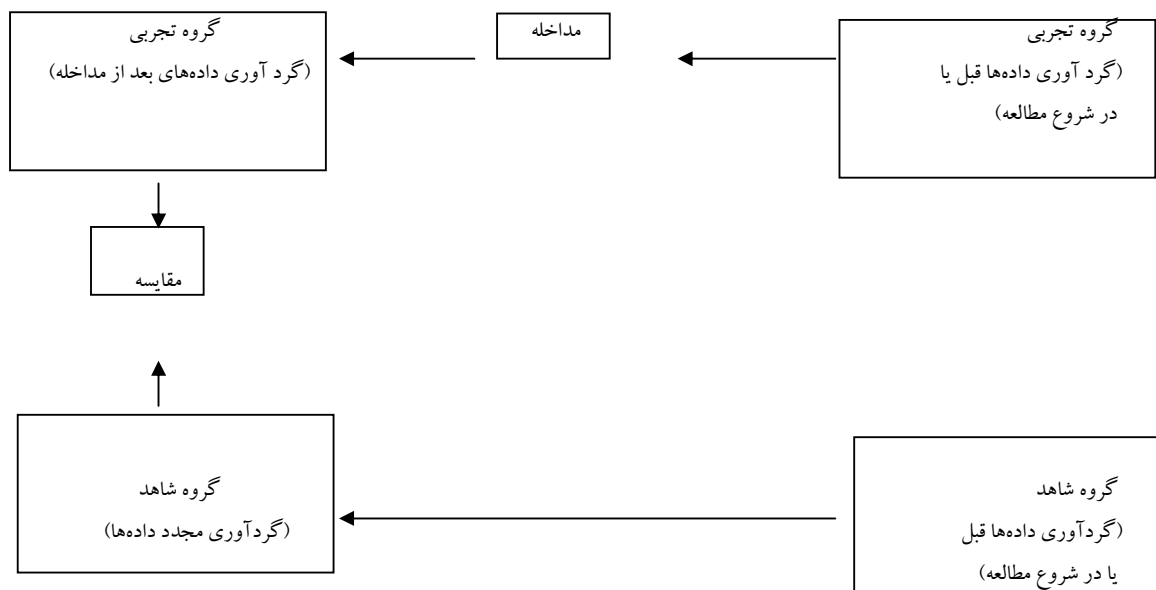 گروه تجربی
(گرد آوری داده‌ها قبل یا
در شروع مطالعه)
مداخله
گروه تجربی
(گرد آوری داده‌های بعد از مداخله)
مقایسه
گروه شاهد
(گردآوری داده‌ها قبل
یا در شروع مطالعه)
گروه شاهد
(گردآوری مجدد داده‌ها)